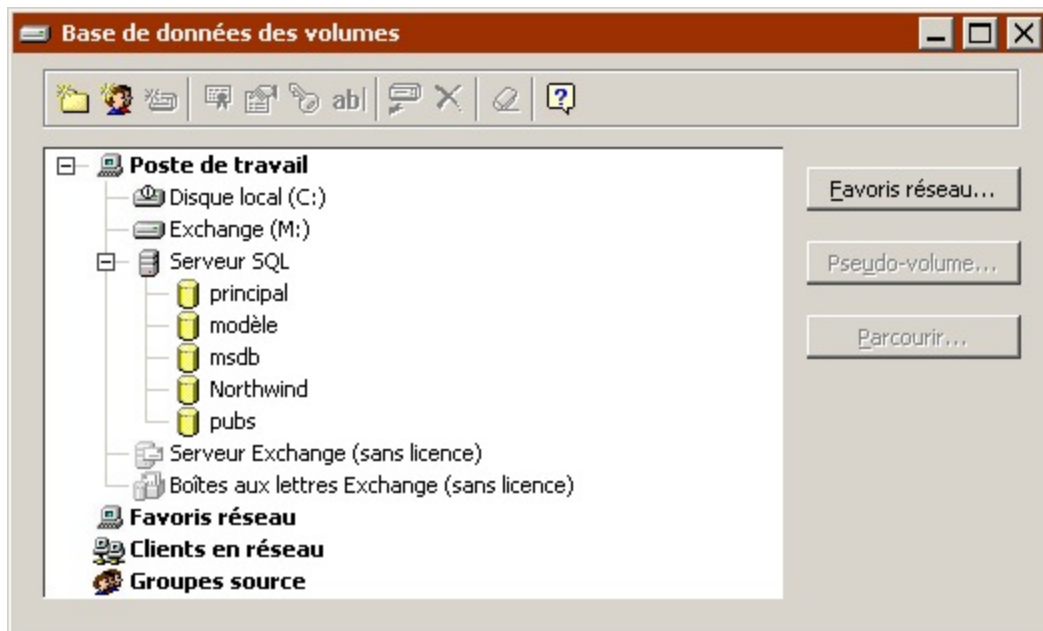 Base de données des volumes
ab|
Poste de travail
Disque local (C:)
Favoris réseau...
Exchange (M:)
Serveur SQL
Pseudo-volume...
principal
modèle
Parcourir...
msdb
Northwind
pubs
Serveur Exchange (sans licence)
Boîtes aux lettres Exchange (sans licence)
Favoris réseau
Clients en réseau
Groupes source